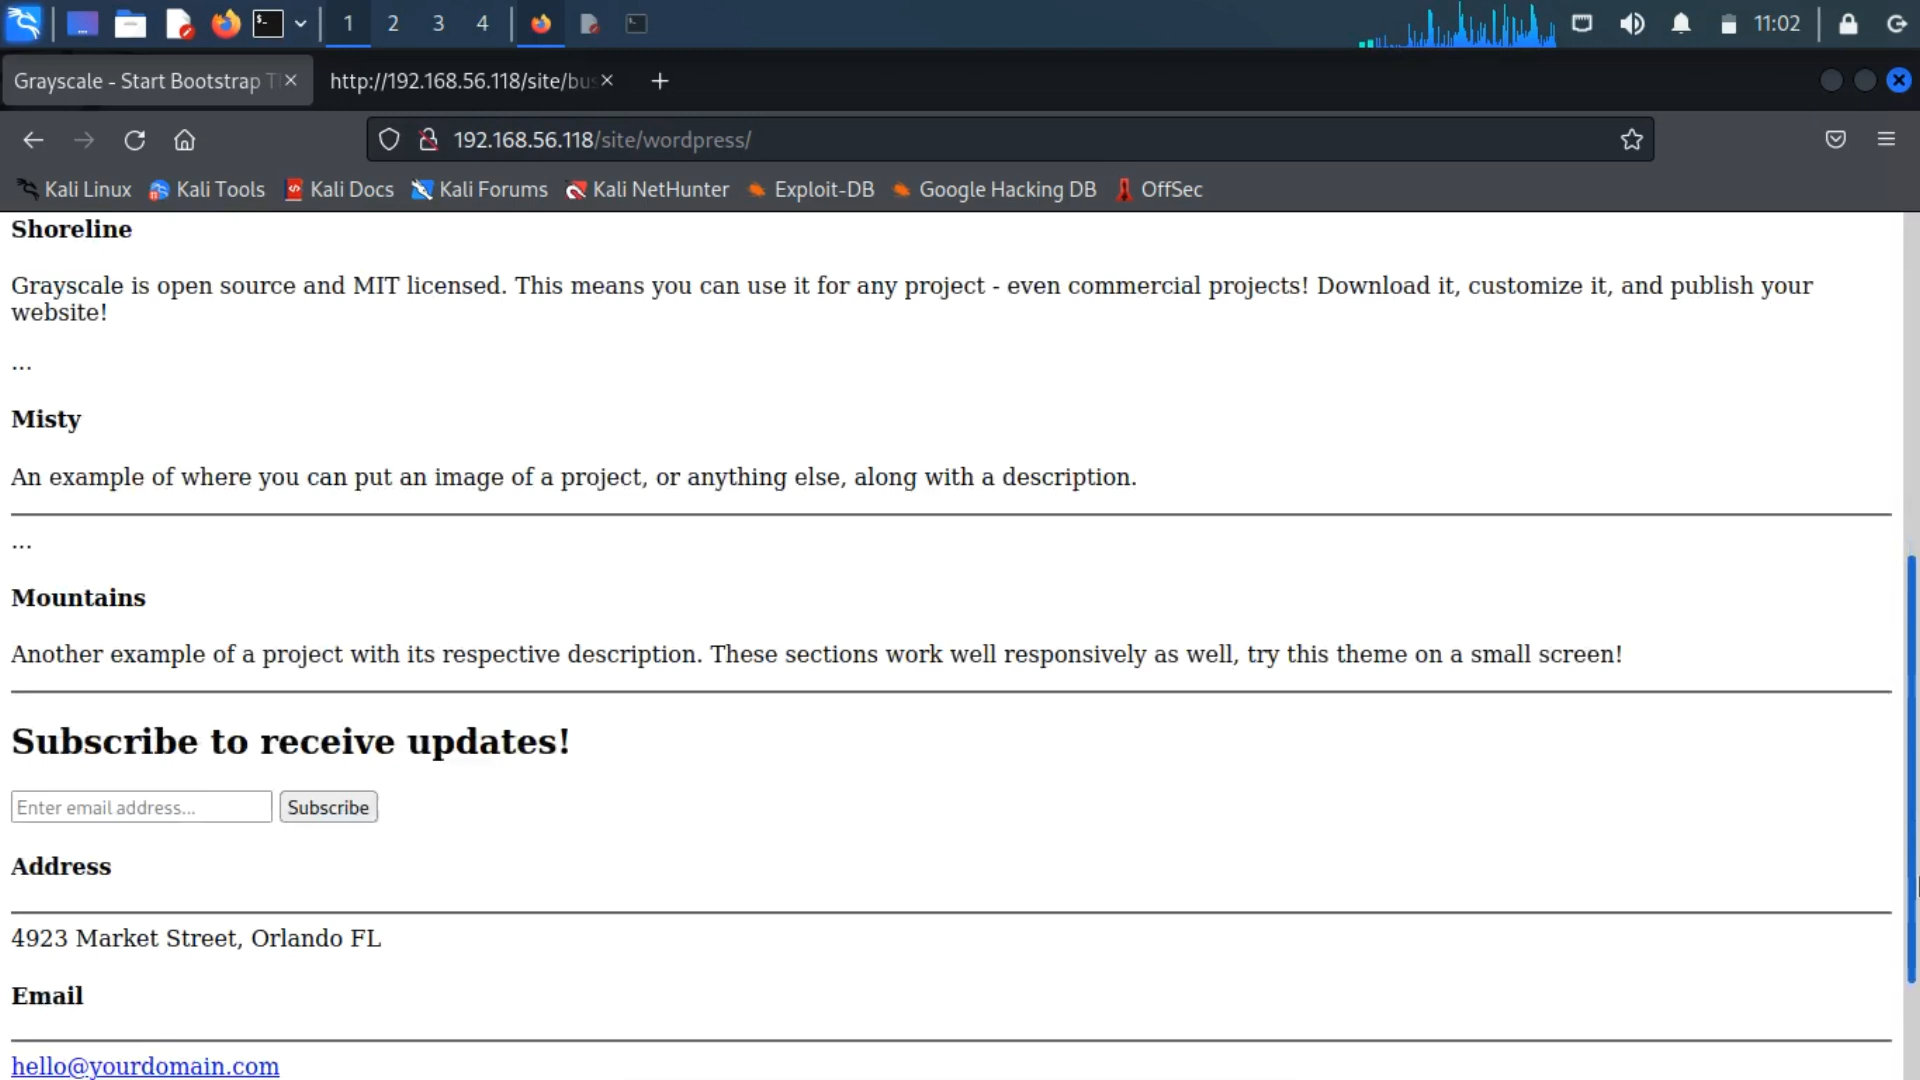 1 2 3 4
11:02
Grayscale - Start Bootstrap T
http://192.168.56.118/site/bus
192.168.56.118/site/wordpress/
Kali Linux
Kali Tools
Kali Docs
Kali Forums
Kali NetHunter
Exploit-DB
Google Hacking DB
OffSec
Shoreline
Grayscale is open source and MIT licensed. This means you can use it for any project - even commercial projects! Download it, customize it, and publish your
website!
...
Misty
An example of where you can put an image of a project, or anything else, along with a description.
...
Mountains
Another example of a project with its respective description. These sections work well responsively as well, try this theme on a small screen!
Subscribe to receive updates!
Enter email address...
Subscribe
Address
4923 Market Street, Orlando FL
Email
hello@yourdomain.com